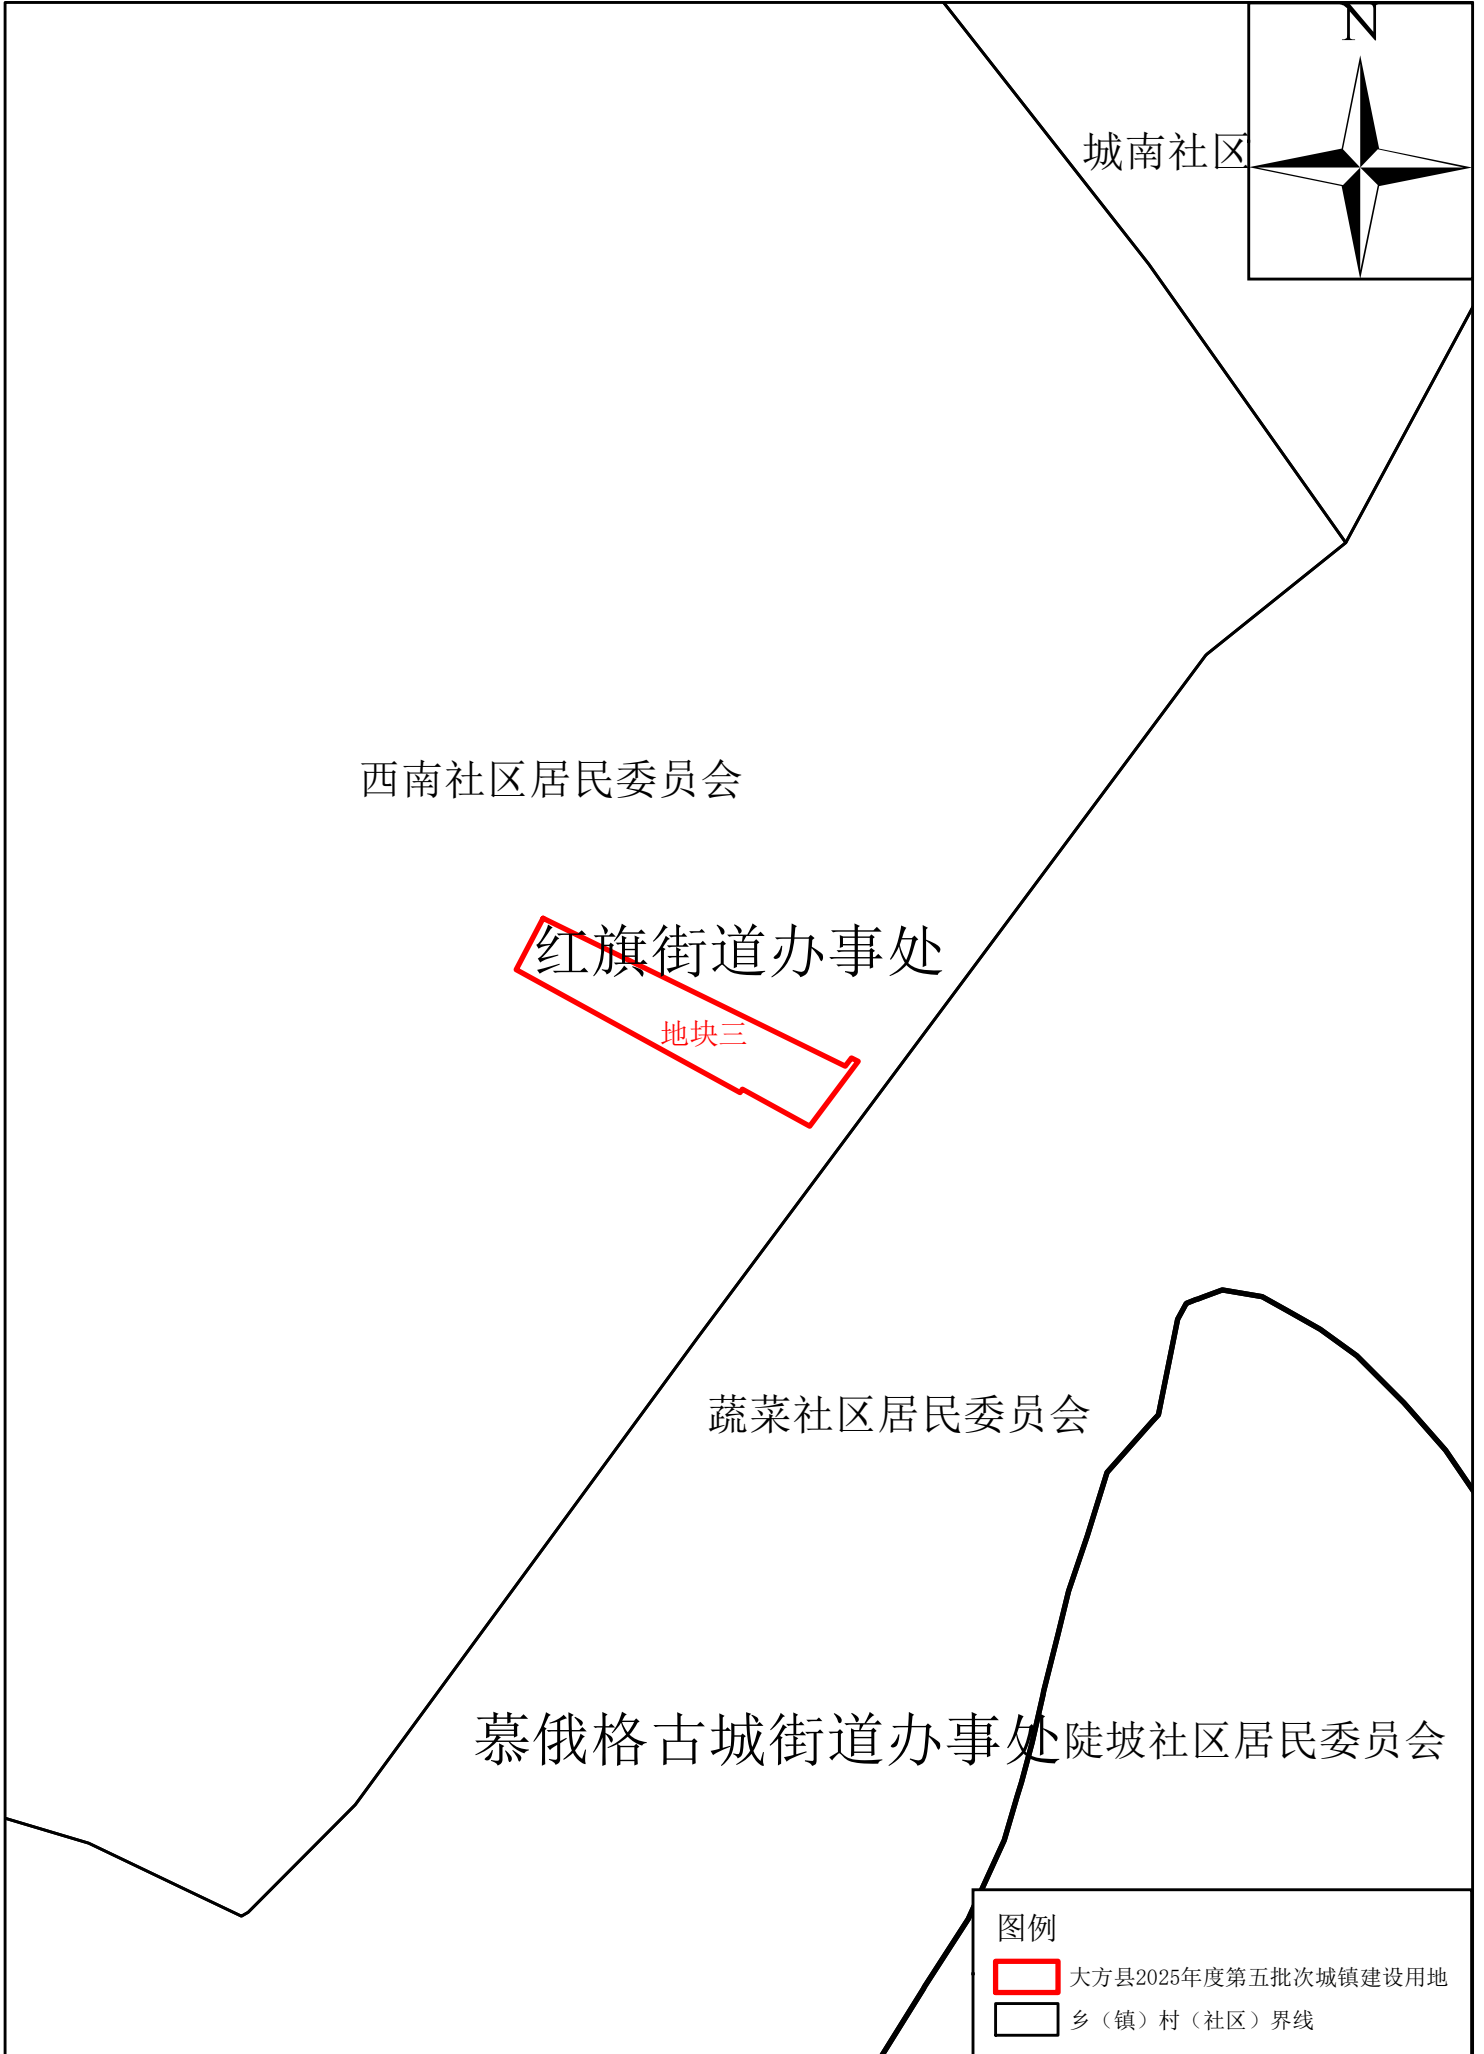 N
城南社区
西南社区居民委员会
红旗街道办事处
地块三
蔬菜社区居民委员会
慕俄格古城街道办事处
陡坡社区居民委员会
图例
大方县2025年度第五批次城镇建设用地
乡（镇）村（社区）界线